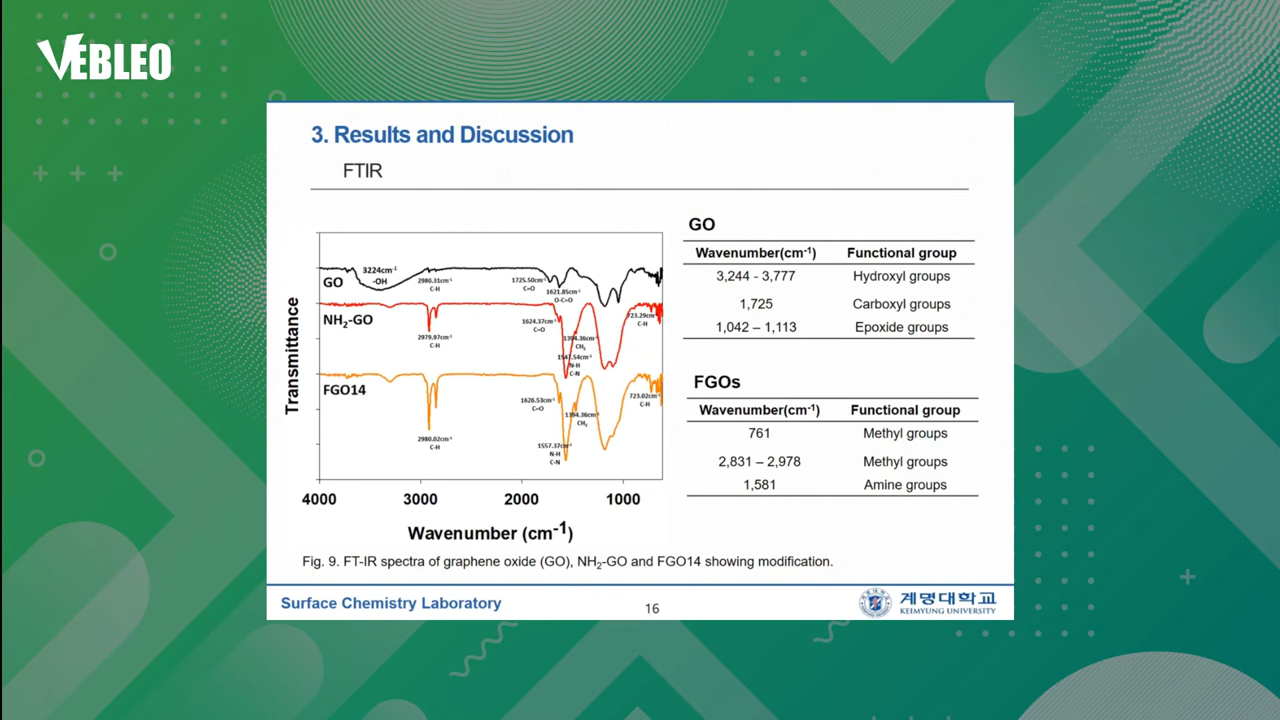 VEBLEO
3. Results and Discussion
FTIR
Transmittance
GO
3224cm-1
-OH
2980.31cm-1
C-H
1725.50cm-1
C=O
1621.85cm-1
O-C=O
NH2-GO
2979.97cm-1
C-H
1624.37cm-1
C=O
1394.36cm-1
CH2
1547.54cm-1
N-H
C-N
723.29cm-1
C-H
FGO14
2980.02cm-1
C-H
1626.53cm-1
C=O
1394.36cm-1
CH2
1557.37cm-1
N-H
C-N
723.02cm-1
C-H
4000 3000 2000 1000
Wavenumber (cm-1)
GO
Wavenumber(cm-1) Functional group
3,244 - 3,777 Hydroxyl groups
1,725 Carboxyl groups
1,042 – 1,113 Epoxide groups
FGOs
Wavenumber(cm-1) Functional group
761 Methyl groups
2,831 – 2,978 Methyl groups
1,581 Amine groups
Fig. 9. FT-IR spectra of graphene oxide (GO), NH2-GO and FGO14 showing modification.
Surface Chemistry Laboratory
16
계명대학교
KEIMYUNG UNIVERSITY